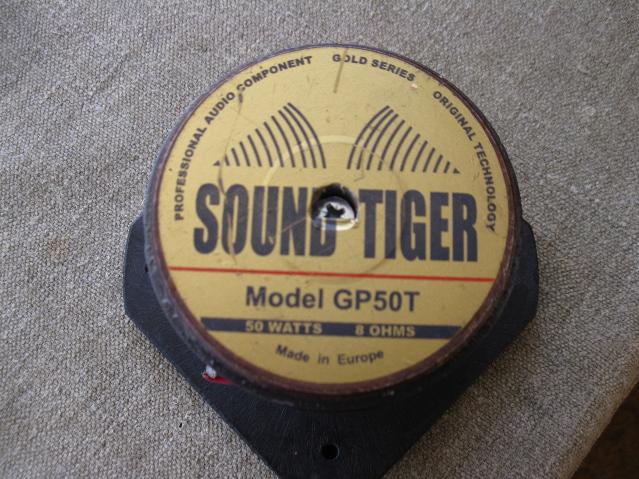 PROFESSIONAL AUDIO COMPONENT GOLD SERIES ORIGINAL TECHNOLOGY
SOUND TIGER
Model GP50T
50 WATTS 8 OHMS
Made in Europe